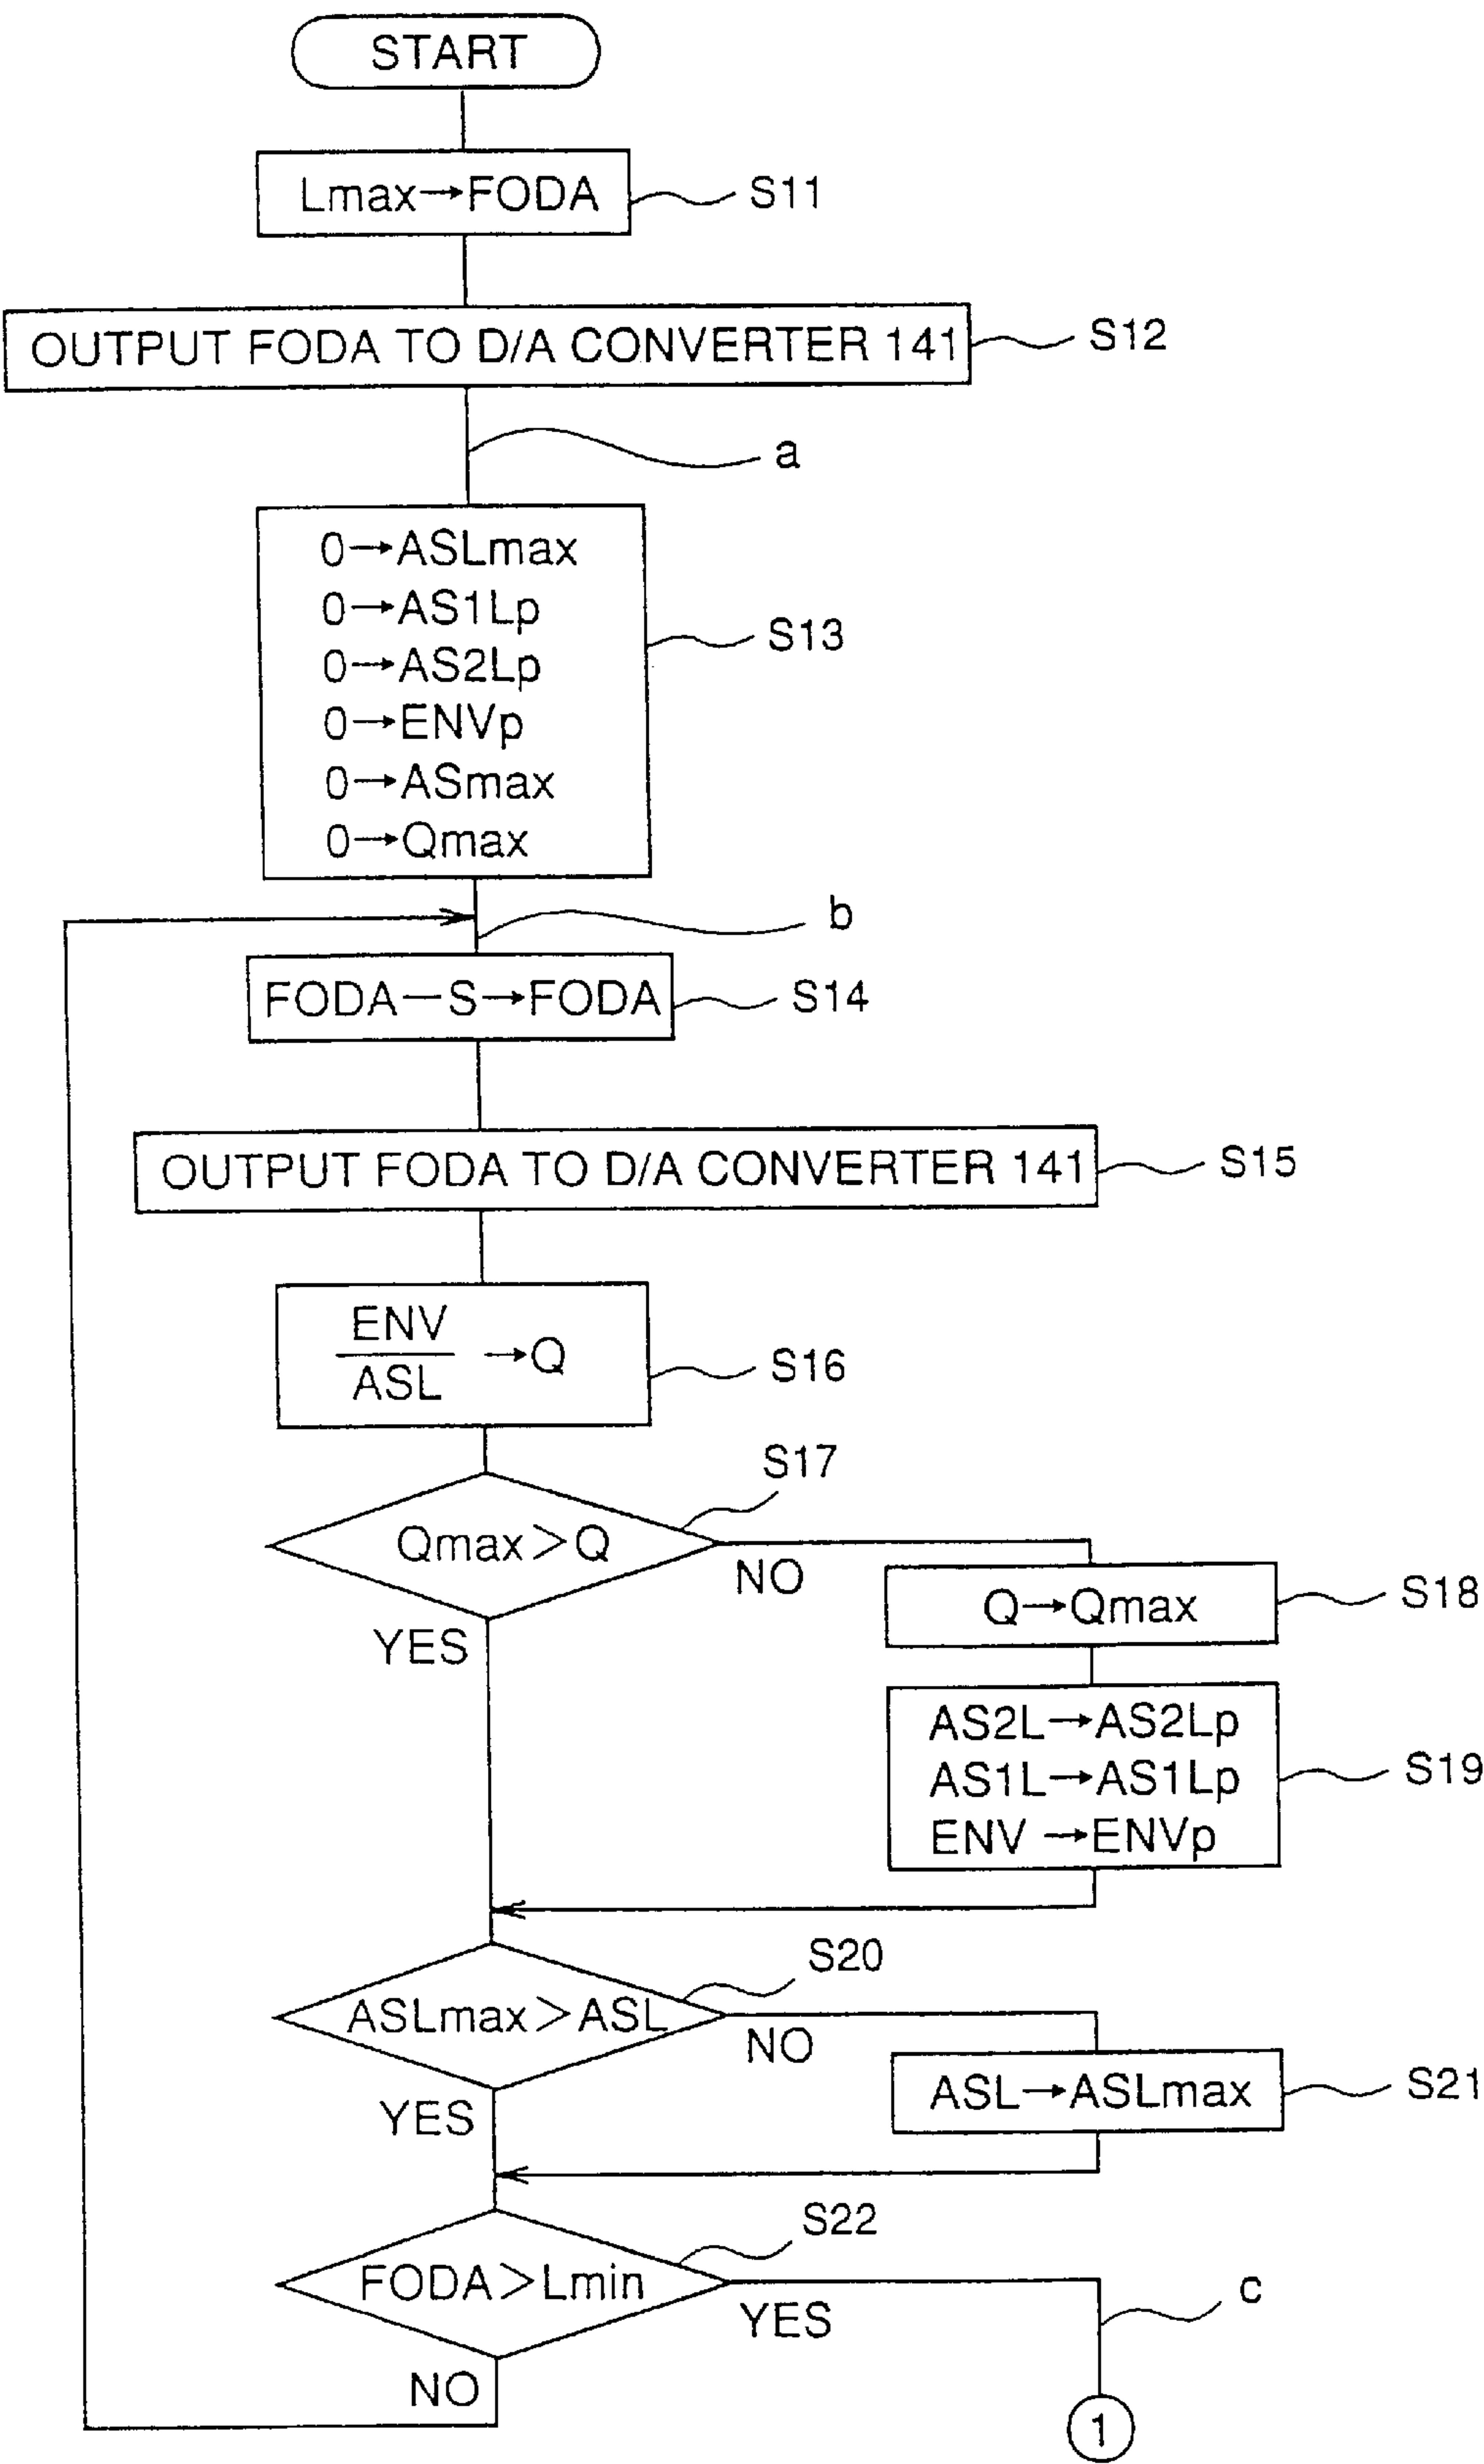 START
Lmax→FODA
S11
OUTPUT FODA TO D/A CONVERTER 141
S12
a
0→ASLmax
0→AS1Lp
0→AS2Lp
0→ENVp
0→ASmax
0→Qmax
S13
b
FODA—S→FODA
S14
OUTPUT FODA TO D/A CONVERTER 141
S15
ENV
ASL
→Q
S16
S17
Qmax>Q
NO
YES
Q→Qmax
S18
AS2L→AS2Lp
AS1L→AS1Lp
ENV→ENVp
S19
S20
ASLmax>ASL
NO
YES
ASL→ASLmax
S21
S22
FODA>Lmin
YES
NO
c
1